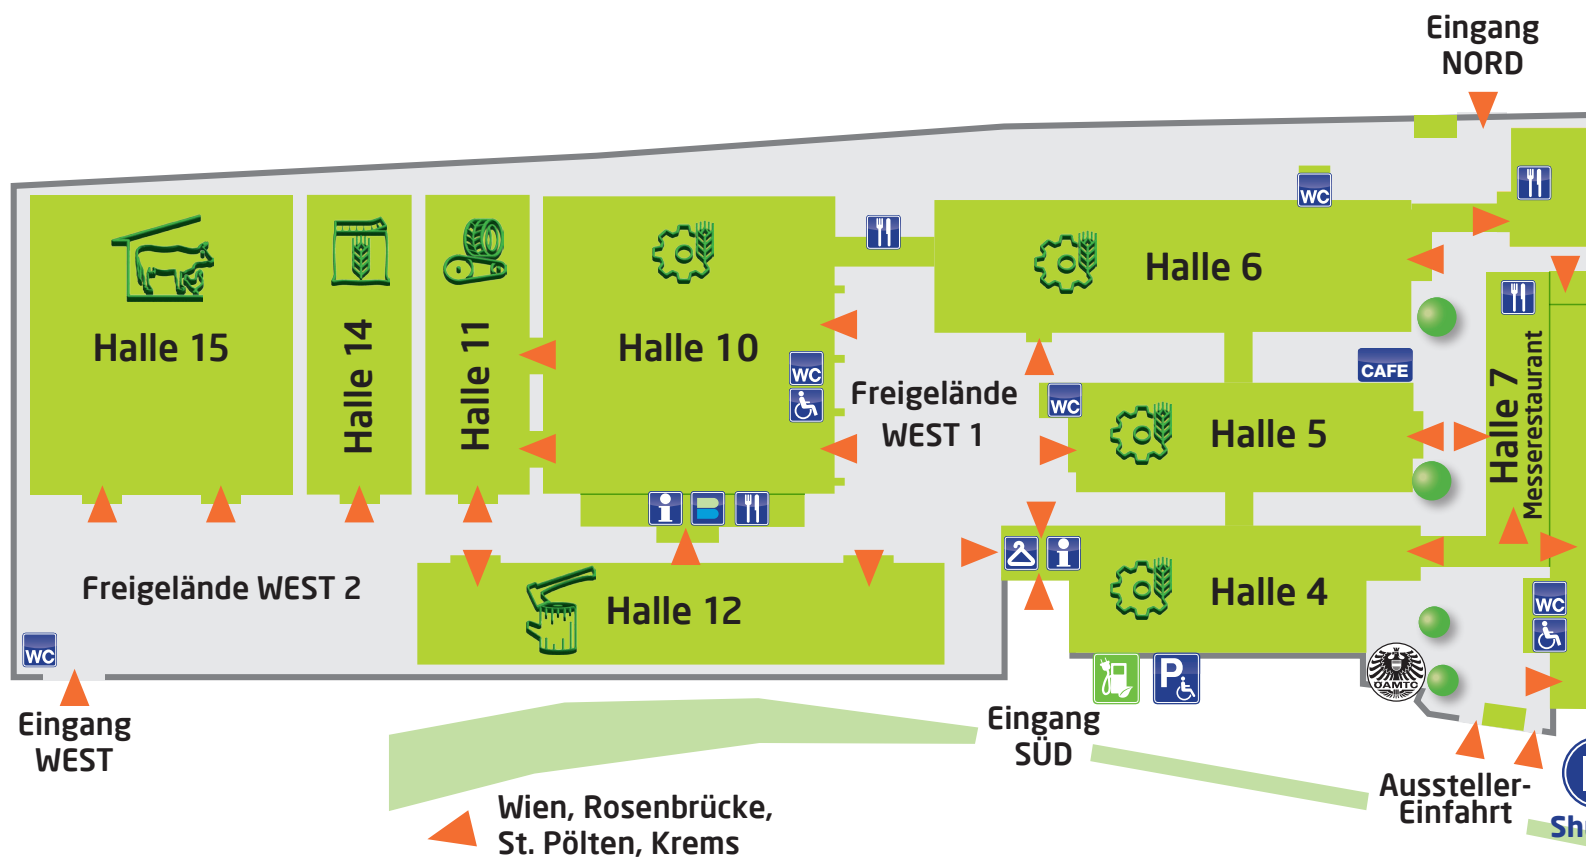 Eingang
NORD
WC
Halle 6
Halle 15
Halle 14
Halle 11
Halle 10
WC
Freigelände
WEST 1
WC
CAFE
Halle 5
Halle 7
Messerestaurant
i
i
Halle 4
Freigelände WEST 2
Halle 12
WC
WC
ÖAMTC
P
Eingang
WEST
Eingang
SÜD
Aussteller-
Einfahrt
Wien, Rosenbrücke,
St. Pölten, Krems